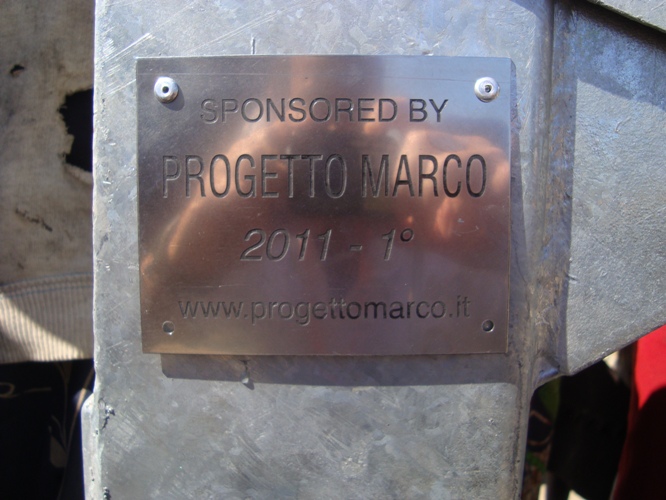 SPONSORED BY
PROGETTO MARCO
2011 - 1°
www.progettomarco.it